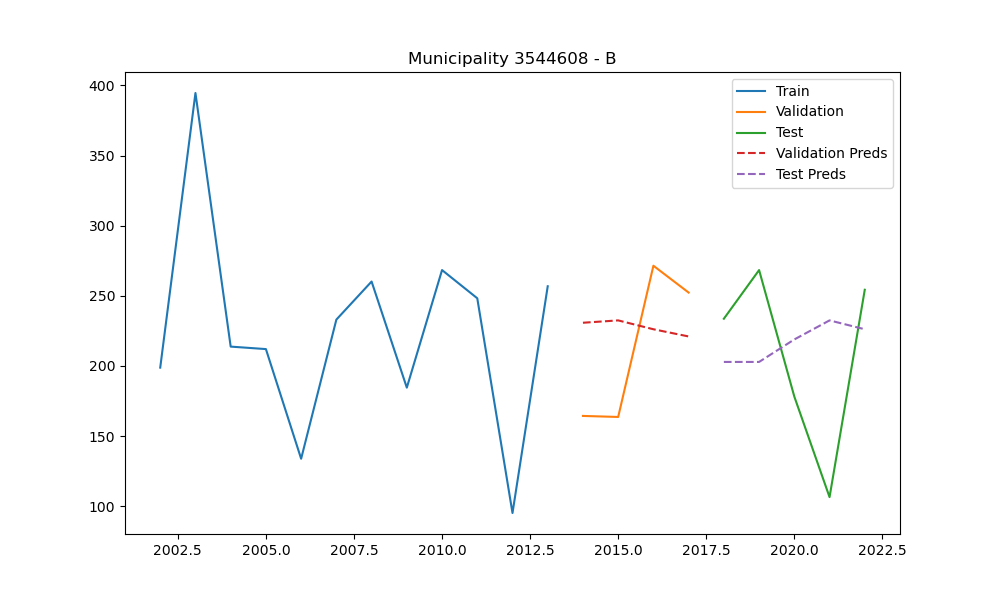 Municipality 3544608 - B
400
350
300
250
200
150
100
2002.5 2005.0 2007.5 2010.0 2012.5 2015.0 2017.5 2020.0 2022.5
Train
Validation
Test
Validation Preds
Test Preds